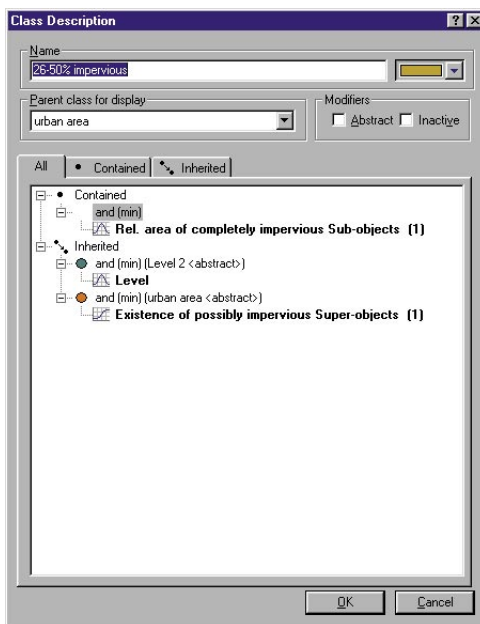 Class Description
Name
26-50% impervious
Parent class for display
urban area
Modifiers
Abstract Inactive
All Contained Inherited
Contained
and (min)
Rel. area of completely impervious Sub-objects (1)
Inherited
and (min) (Level 2 <abstract>)
Level
and (min) (urban area <abstract>)
Existence of possibly impervious Super-objects (1)
OK Cancel